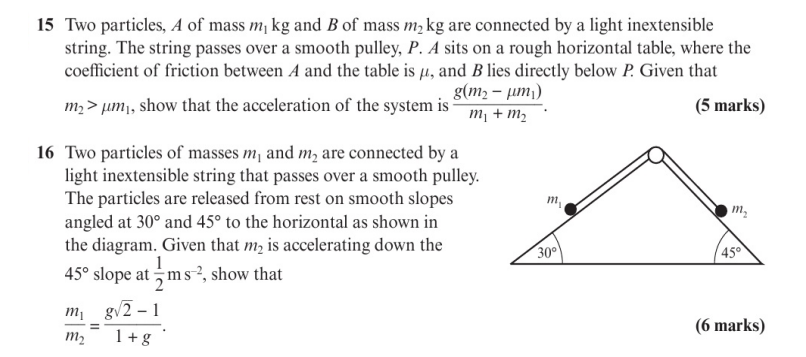 15 Two particles, A of mass m₁ kg and B of mass m₂ kg are connected by a light inextensible
string. The string passes over a smooth pulley, P. A sits on a rough horizontal table, where the
coefficient of friction between A and the table is μ, and B lies directly below P. Given that
m₂ > μm₁, show that the acceleration of the system is g(m₂ − μm₁)/(m₁ + m₂). (5 marks)
16 Two particles of masses m₁ and m₂ are connected by a
light inextensible string that passes over a smooth pulley.
The particles are released from rest on smooth slopes
angled at 30° and 45° to the horizontal as shown in
the diagram. Given that m₂ is accelerating down the
45° slope at 1/2 m s⁻², show that
m₁/m₂ = (g√2 − 1)/(1 + g). (6 marks)
m₁
m₂
30°
45°